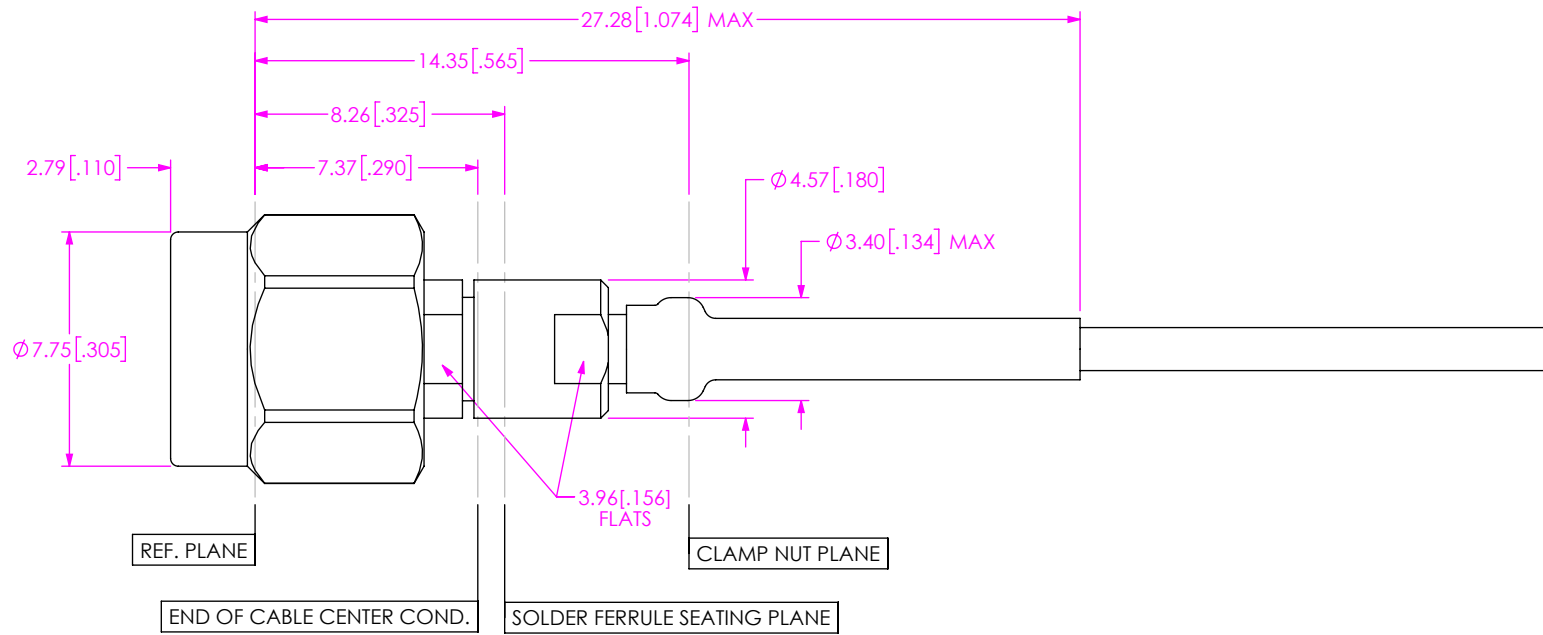 27.28[1.074] MAX
14.35[.565]
8.26[.325]
2.79[.110]
7.37[.290]
Ø4.57[.180]
Ø3.40[.134] MAX
Ø7.75[.305]
3.96[.156]
FLATS
REF. PLANE
CLAMP NUT PLANE
END OF CABLE CENTER COND.
SOLDER FERRULE SEATING PLANE